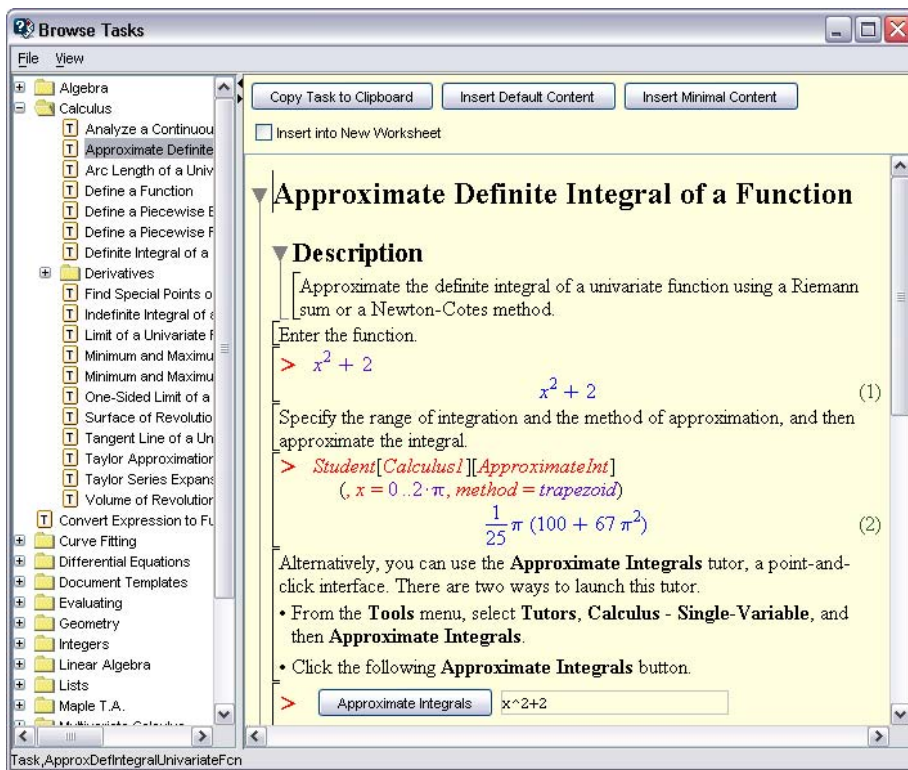 Browse Tasks
File View
Algebra
Calculus
Analyze a Continuou
Approximate Definite
Arc Length of a Univ
Define a Function
Define a Piecewise E
Define a Piecewise F
Definite Integral of a
Derivatives
Find Special Points o
Indefinite Integral of a
Limit of a Univariate F
Minimum and Maximu
Minimum and Maximu
One-Sided Limit of a
Surface of Revolutio
Tangent Line of a Un
Taylor Approximation
Taylor Series Expans
Volume of Revolution
Convert Expression to Fu
Curve Fitting
Differential Equations
Document Templates
Evaluating
Geometry
Integers
Linear Algebra
Lists
Maple T.A.
Multivariate Calculus
Copy Task to Clipboard Insert Default Content Insert Minimal Content
Insert into New Worksheet
Approximate Definite Integral of a Function
Description
Approximate the definite integral of a univariate function using a Riemann
sum or a Newton-Cotes method.
Enter the function.
> x² + 2
x² + 2 (1)
Specify the range of integration and the method of approximation, and then
approximate the integral.
> Student[Calculus1][ApproximateInt]
(, x = 0..2·π, method = trapezoid)
1/25 π (100 + 67 π²) (2)
Alternatively, you can use the Approximate Integrals tutor, a point-and-
click interface. There are two ways to launch this tutor.
• From the Tools menu, select Tutors, Calculus - Single-Variable, and
then Approximate Integrals.
• Click the following Approximate Integrals button.
> Approximate Integrals x^2+2
Task,ApproxDefIntegralUnivariateFcn